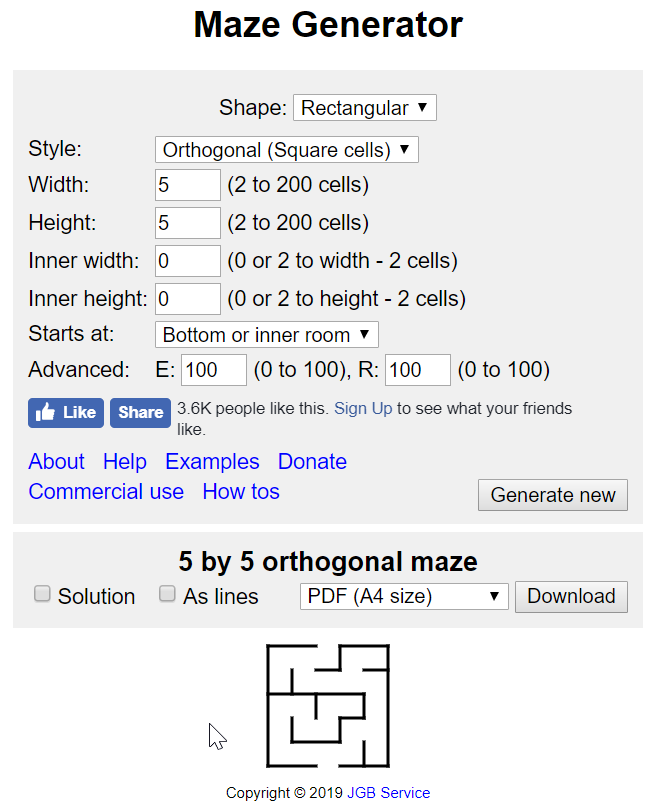 Maze Generator
Shape: Rectangular
Style: Orthogonal (Square cells)
Width: 5 (2 to 200 cells)
Height: 5 (2 to 200 cells)
Inner width: 0 (0 or 2 to width - 2 cells)
Inner height: 0 (0 or 2 to height - 2 cells)
Starts at: Bottom or inner room
Advanced: E: 100 (0 to 100), R: 100 (0 to 100)
Like Share 3.6K people like this. Sign Up to see what your friends
like.
About Help Examples Donate
Commercial use How tos Generate new
5 by 5 orthogonal maze
Solution As lines PDF (A4 size) Download
Copyright © 2019 JGB Service